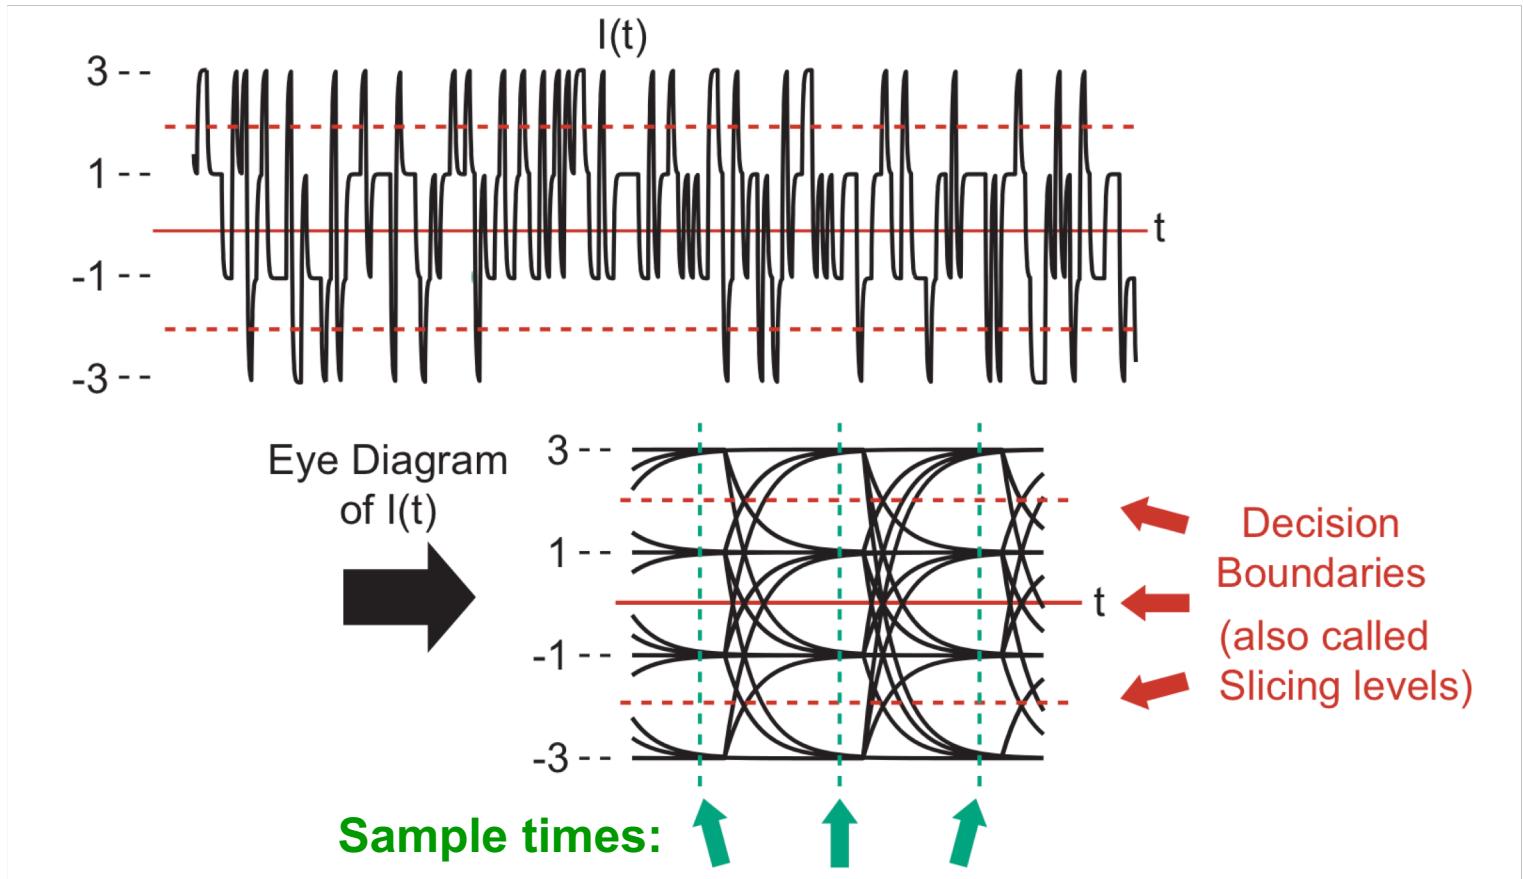 I(t)
3 - -
1 - -
t
-1 - -
-3 - -
Eye Diagram
of I(t)
3 - -
1 - -
t
-1 - -
-3 - -
Decision
Boundaries
(also called
Slicing levels)
Sample times: